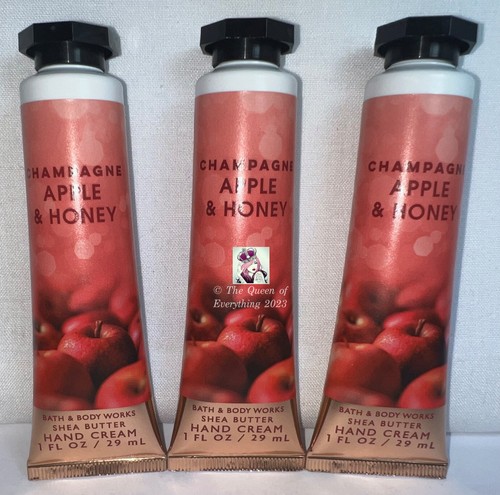 CHAMPAGNE
APPLE
& HONEY
BATH & BODY WORKS
SHEA BUTTER
HAND CREAM
1 FL OZ / 29 mL
CHAMPAGNE
APPLE
& HONEY
© The Queen of
Everything 2023
BATH & BODY WORKS
SHEA BUTTER
HAND CREAM
1 FL OZ / 29 mL
CHAMPAGNE
APPLE
& HONEY
BATH & BODY WORKS
SHEA BUTTER
HAND CREAM
1 FL OZ / 29 mL